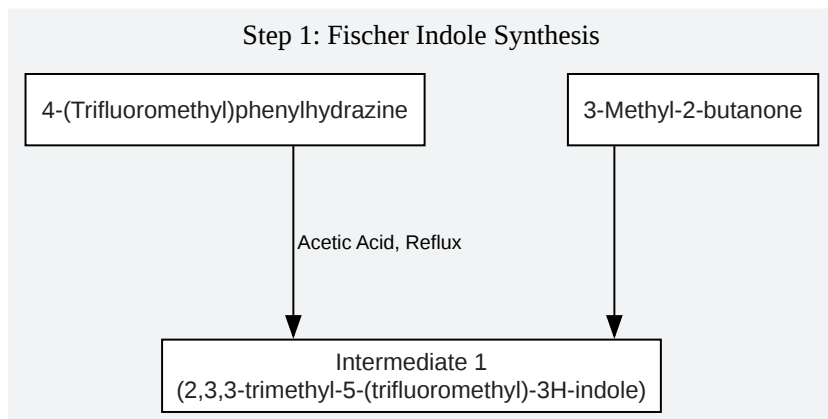 Step 1: Fischer Indole Synthesis
4-(Trifluoromethyl)phenylhydrazine
3-Methyl-2-butanone
Acetic Acid, Reflux
Intermediate 1
(2,3,3-trimethyl-5-(trifluoromethyl)-3H-indole)